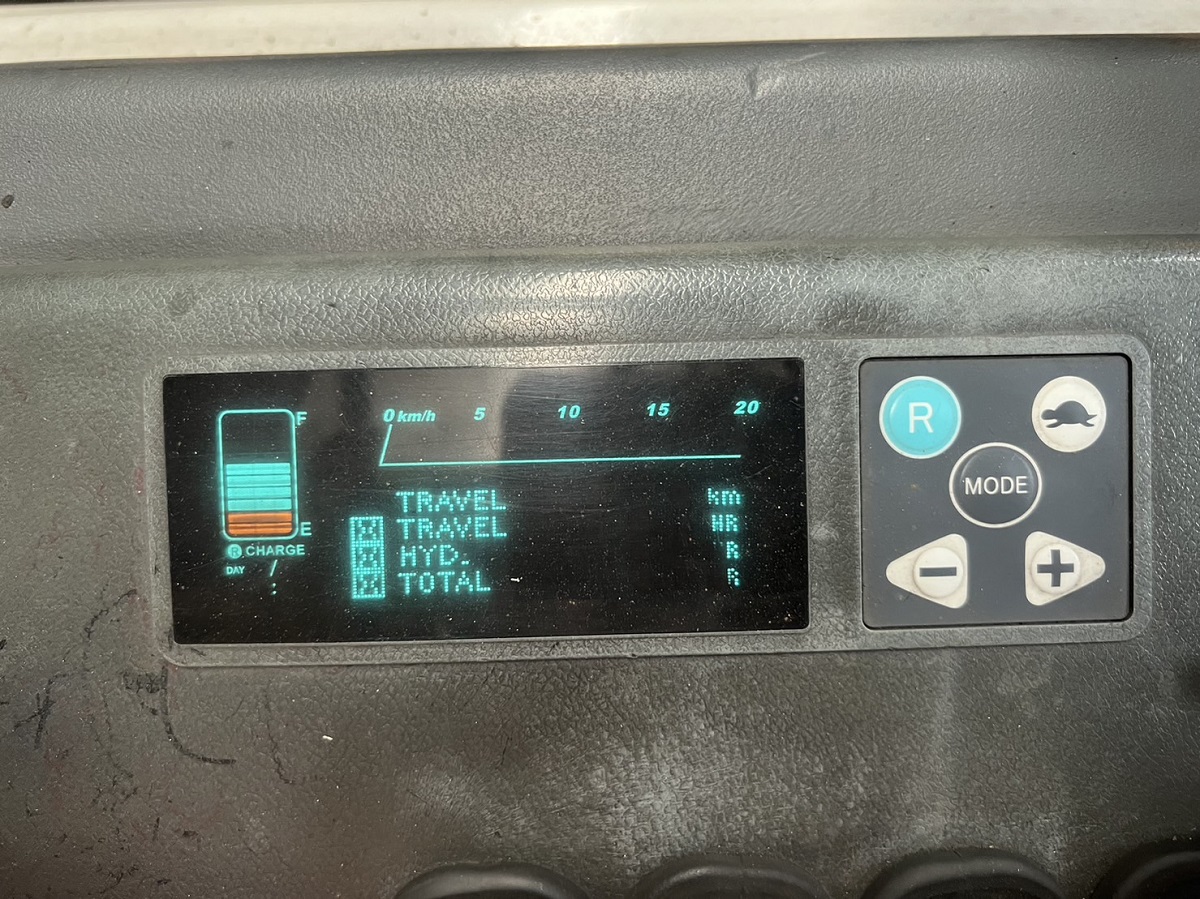 0 km/h 5 10 15 20
F
E
R CHARGE
DAY / :
TRAVEL km
TRAVEL HR
HYD. R
TOTAL R
R
MODE
− +